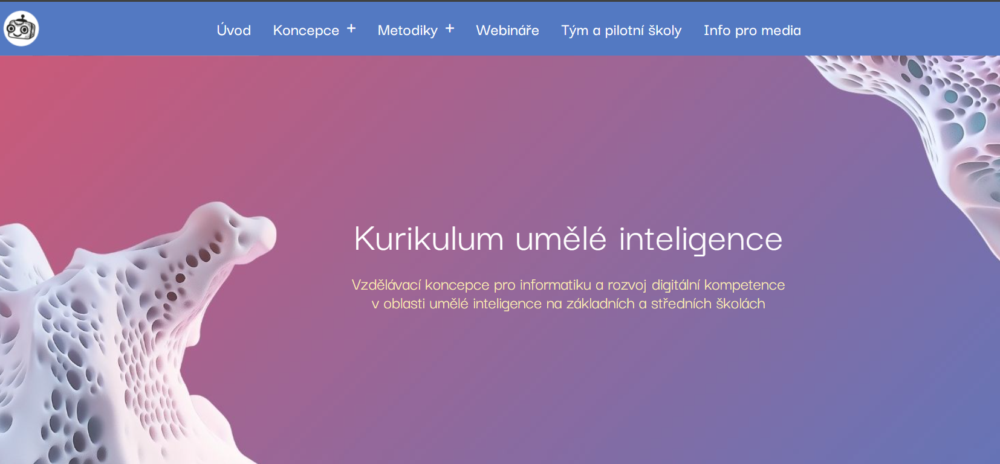 Úvod Koncepce + Metodiky + Webináře Tým a pilotní školy Info pro media
Kurikulum umělé inteligence
Vzdělávací koncepce pro informatiku a rozvoj digitální kompetence
v oblasti umělé inteligence na základních a středních školách